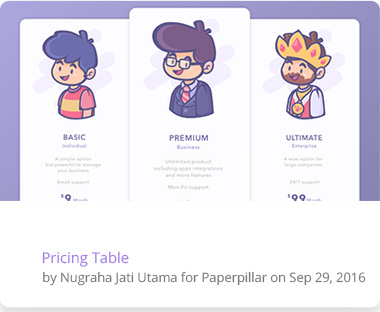 BASIC
Individual
A simple option
but powerful to manage
your business
Email support
$9 Month
PREMIUM
Business
Unlimited product
including apps integrations
and more features
Mon-Fri support
ULTIMATE
Enterprise
A wise option for
large companies
24/7 support
$99 Month
Pricing Table
by Nugraha Jati Utama for Paperpillar on Sep 29, 2016